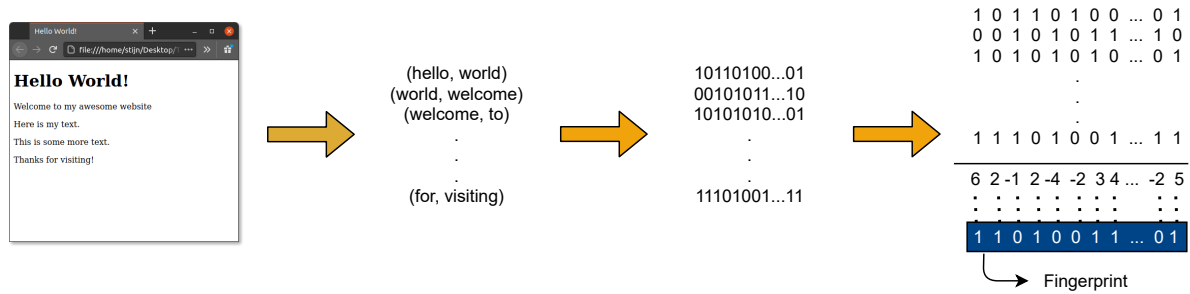 Hello World!
file:///home/stijn/Desktop/
Hello World!
Welcome to my awesome website
Here is my text.
This is some more text.
Thanks for visiting!
(hello, world)
(world, welcome)
(welcome, to)
.
.
.
(for, visiting)
10110100...01
00101011...10
10101010...01
.
.
.
11101001...11
1 0 1 1 0 1 0 0 ... 0 1
0 0 1 0 1 0 1 1 ... 1 0
1 0 1 0 1 0 1 0 ... 0 1
.
.
.
1 1 1 0 1 0 0 1 ... 1 1
6 2 -1 2 -4 -2 3 4 ... -2 5
1 1 0 1 0 0 1 1 ... 0 1
Fingerprint